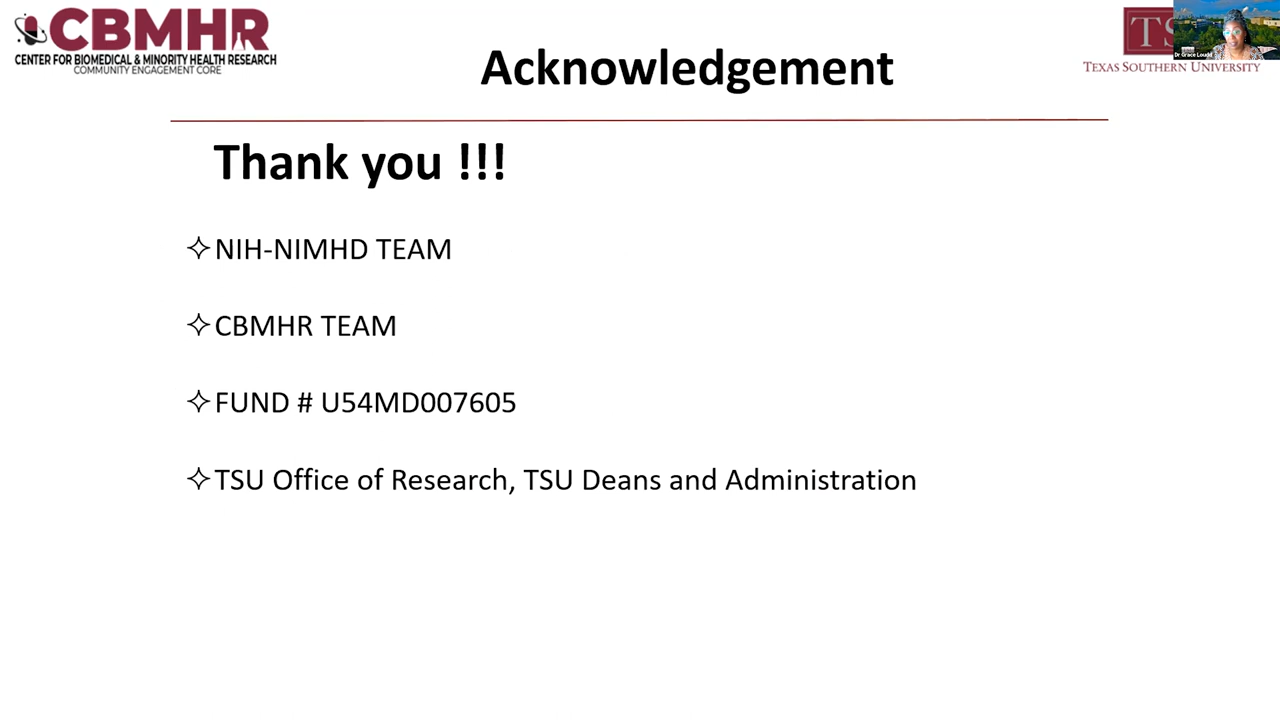 CBMHR
CENTER FOR BIOMEDICAL & MINORITY HEALTH RESEARCH
COMMUNITY ENGAGEMENT CORE
Acknowledgement
TS
TEXAS SOUTHERN UNIVERSITY
Thank you !!!
NIH-NIMHD TEAM
CBMHR TEAM
FUND # U54MD007605
TSU Office of Research, TSU Deans and Administration